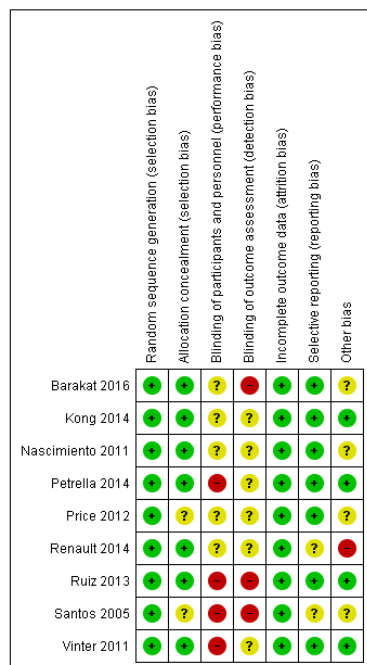 Random sequence generation (selection bias)
Allocation concealment (selection bias)
Blinding of participants and personnel (performance bias)
Blinding of outcome assessment (detection bias)
Incomplete outcome data (attrition bias)
Selective reporting (reporting bias)
Other bias
Barakat 2016 + + ? - + + ?
Kong 2014 + + ? ? + + +
Nascimiento 2011 + + ? ? + + ?
Petrella 2014 + + - ? + + +
Price 2012 + ? ? ? + + ?
Renault 2014 + + ? ? + ? -
Ruiz 2013 + + - - + + +
Santos 2005 + ? - - + ? ?
Vinter 2011 + + - ? + + +